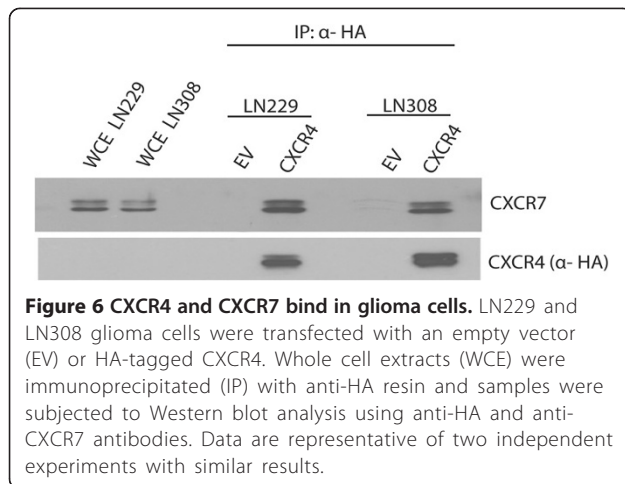 IP: α- HA
LN229 LN308
WCE LN229 WCE LN308 EV CXCR4 EV CXCR4
CXCR7
CXCR4 (α- HA)
Figure 6 CXCR4 and CXCR7 bind in glioma cells. LN229 and
LN308 glioma cells were transfected with an empty vector
(EV) or HA-tagged CXCR4. Whole cell extracts (WCE) were
immunoprecipitated (IP) with anti-HA resin and samples were
subjected to Western blot analysis using anti-HA and anti-
CXCR7 antibodies. Data are representative of two independent
experiments with similar results.